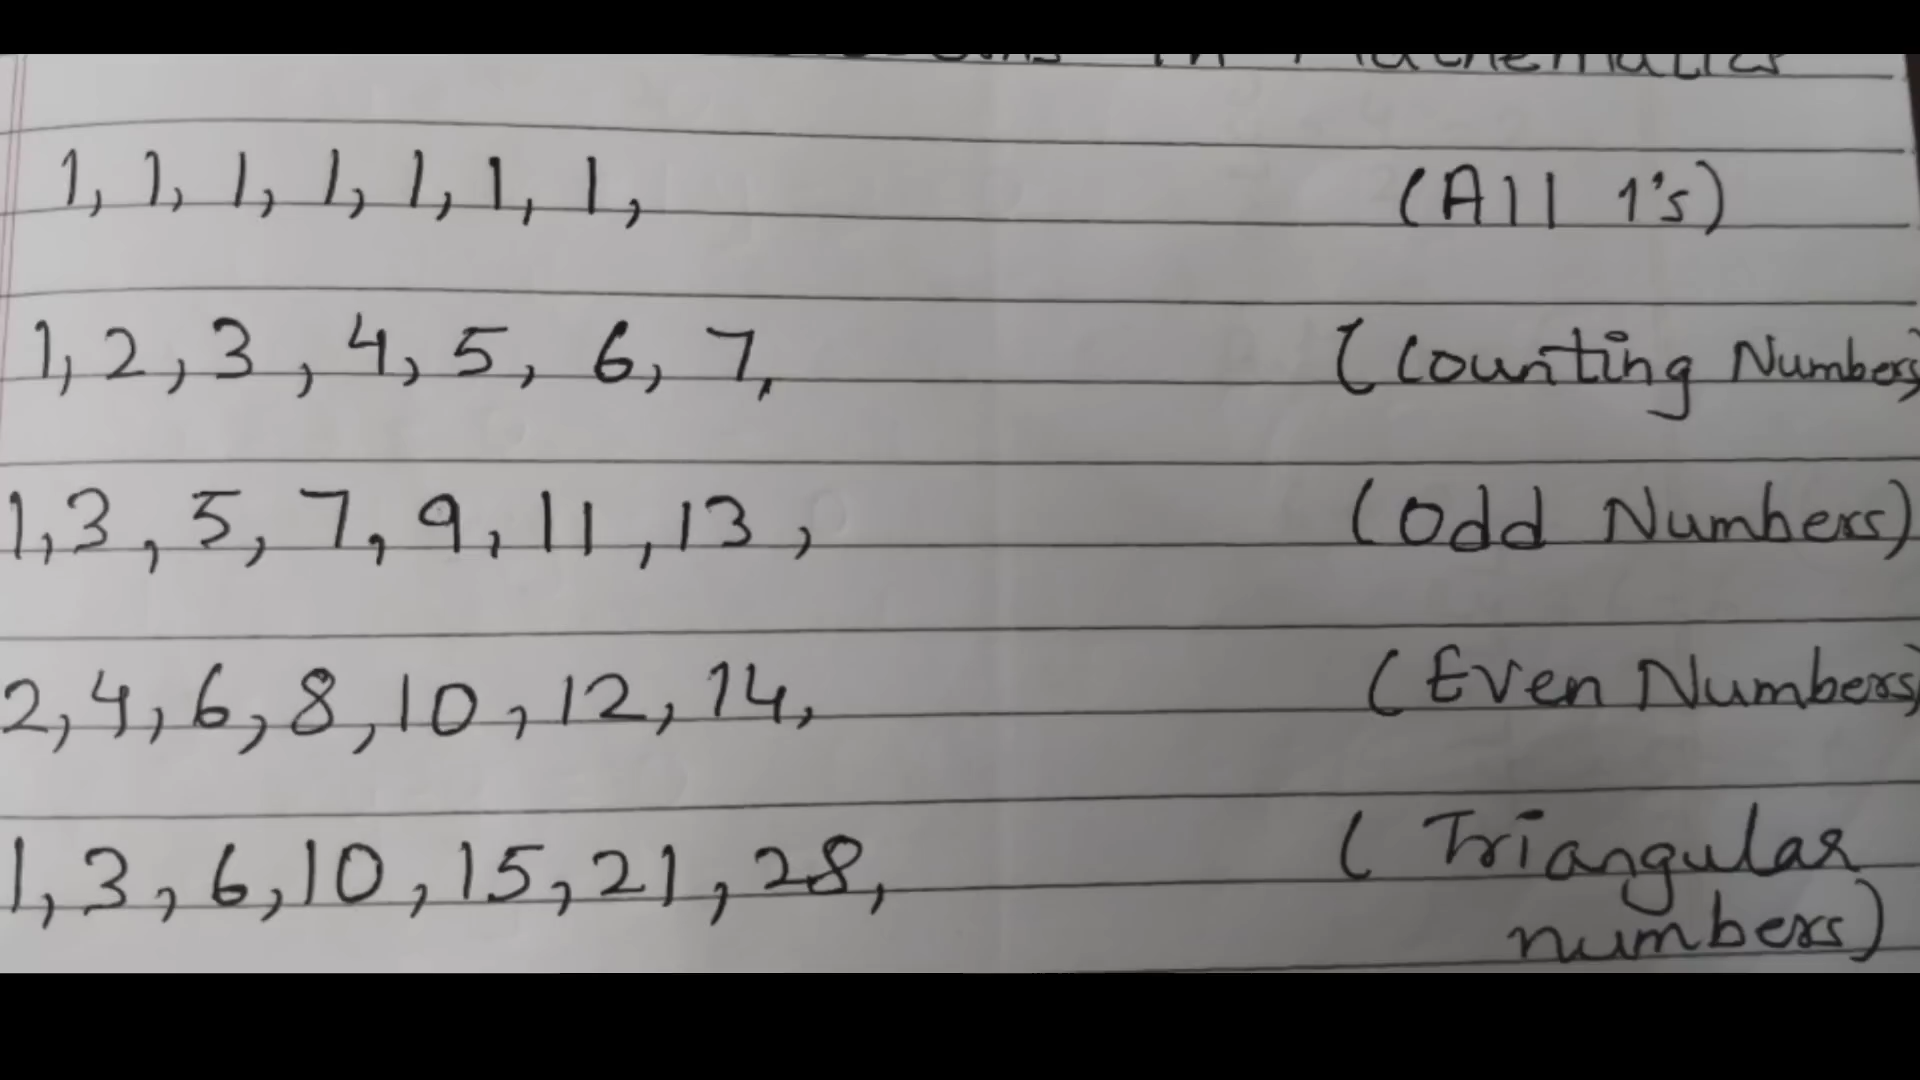 in Mathematics
1, 1, 1, 1, 1, 1, 1, (All 1's)
1, 2, 3, 4, 5, 6, 7, (Counting Numbers)
1, 3, 5, 7, 9, 11, 13, (Odd Numbers)
2, 4, 6, 8, 10, 12, 14, (Even Numbers)
1, 3, 6, 10, 15, 21, 28, (Triangular
numbers)